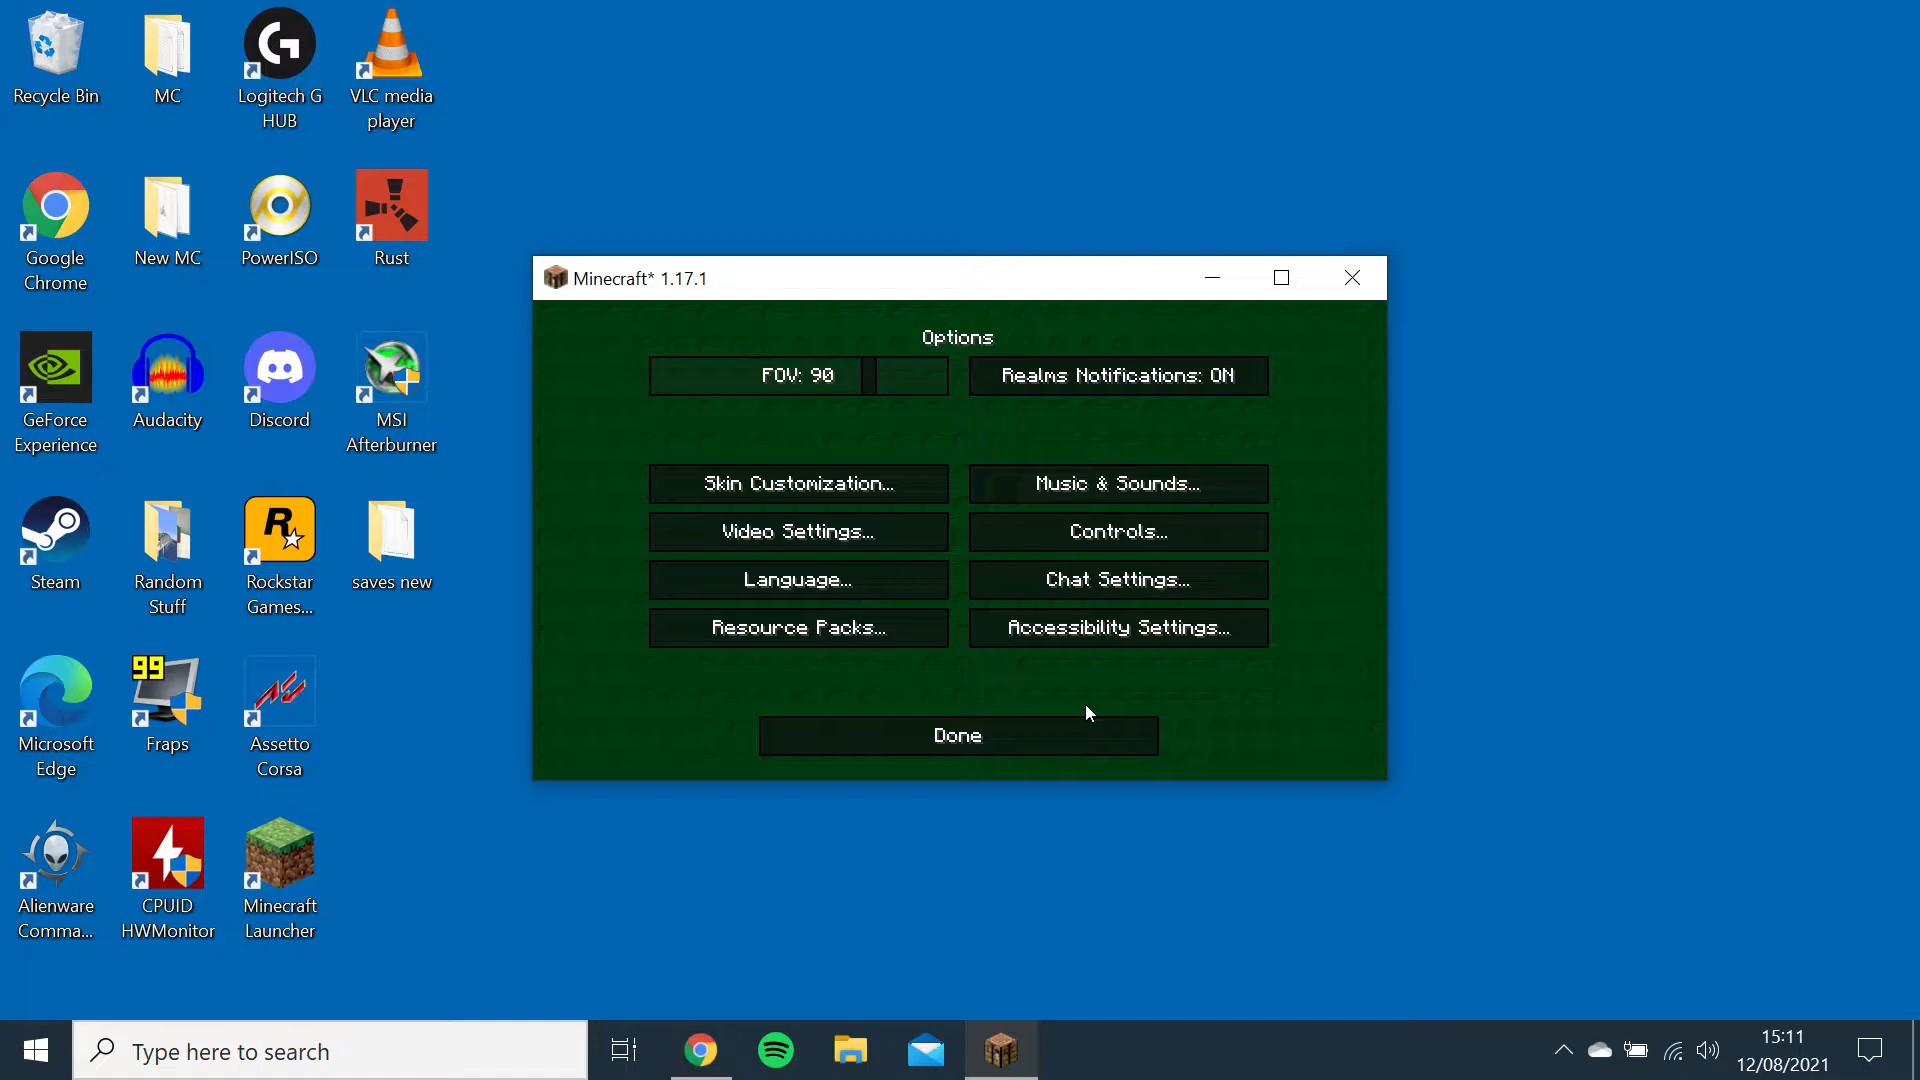 Recycle Bin
MC
Logitech G
HUB
VLC media
player
Google
Chrome
New MC
PowerISO
Rust
GeForce
Experience
Audacity
Discord
MSI
Afterburner
Steam
Random
Stuff
R
Rockstar
Games...
saves new
Microsoft
Edge
99
Fraps
Assetto
Corsa
Alienware
Comma...
CPUID
HWMonitor
Minecraft
Launcher
Minecraft* 1.17.1
Options
FOV: 90
Realms Notifications: ON
Skin Customization...
Music & Sounds...
Video Settings...
Controls...
Language...
Chat Settings...
Resource Packs...
Accessibility Settings...
Done
Type here to search
15:11
12/08/2021